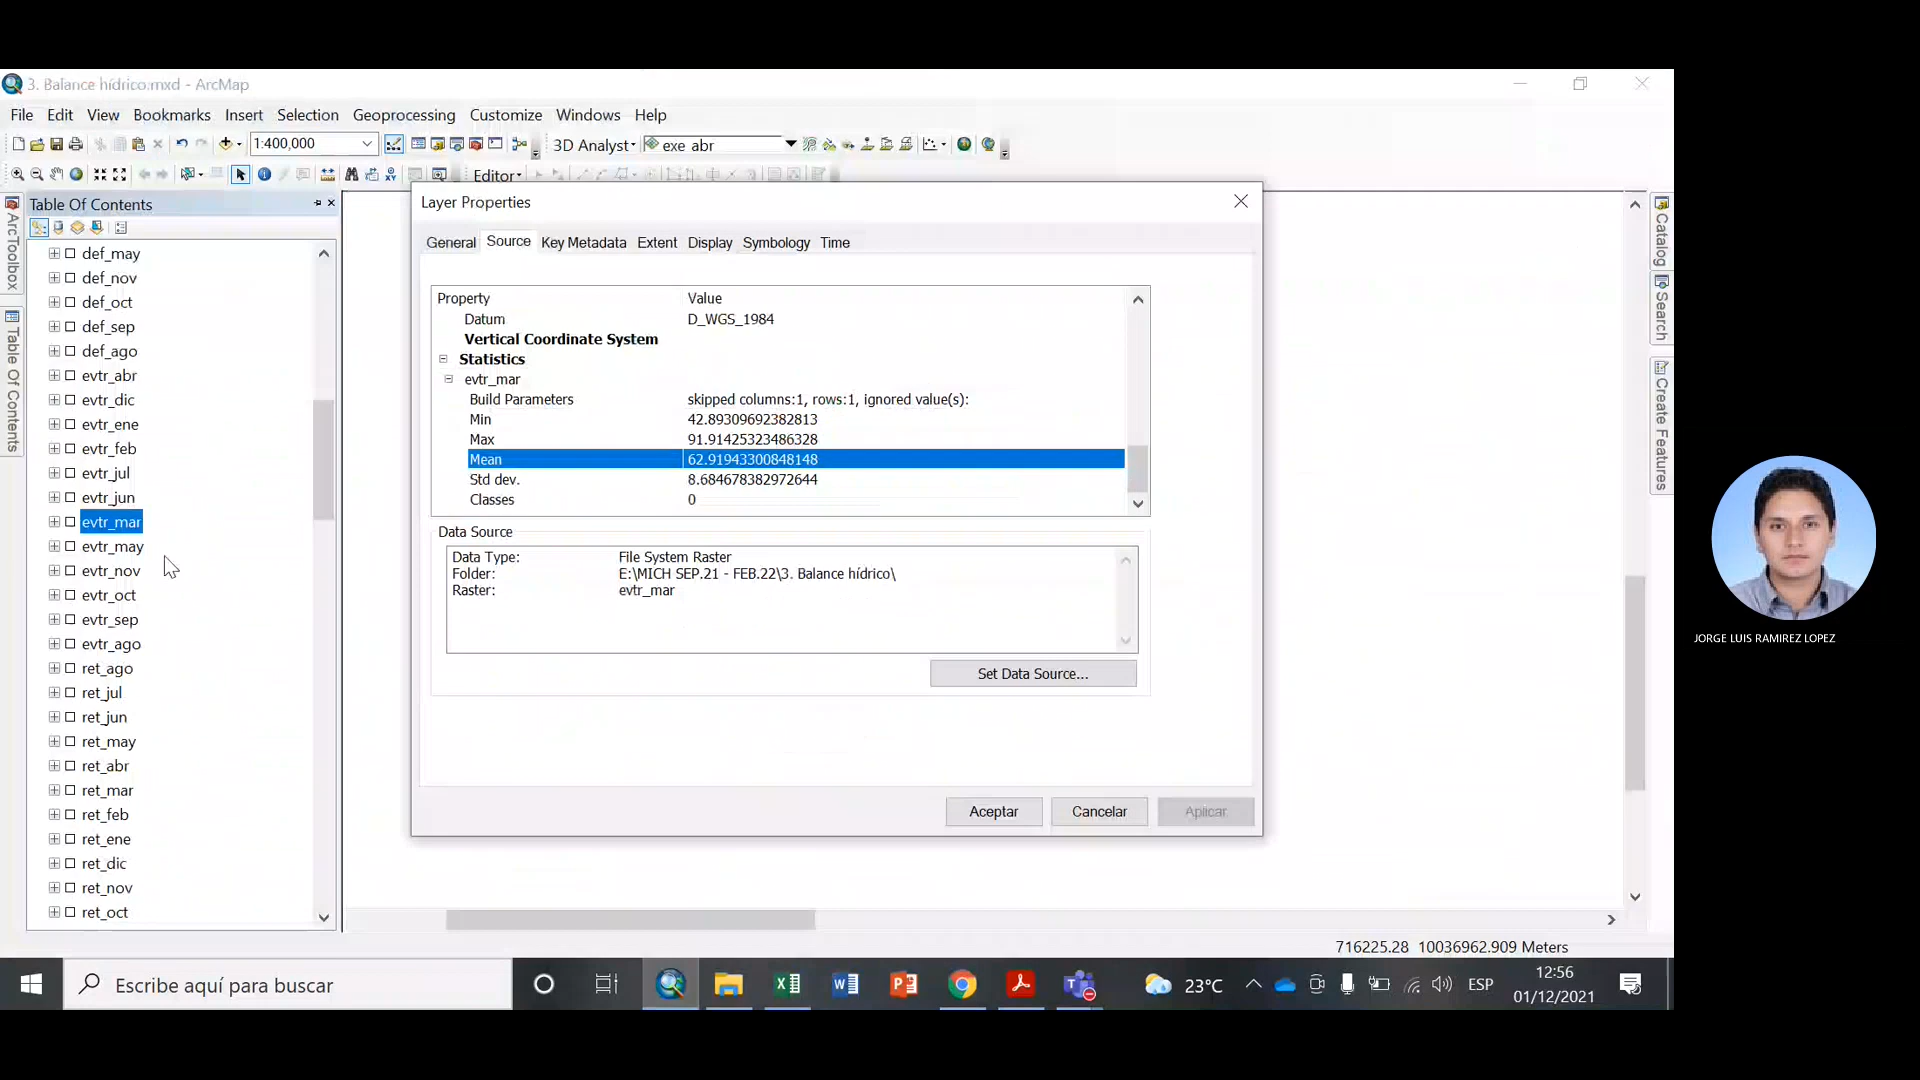 3. Balance hídrico.mxd - ArcMap
File Edit View Bookmarks Insert Selection Geoprocessing Customize Windows Help
1:400,000
3D Analyst
exe abr
Editor
Table Of Contents
ArcToolbox
Table Of Contents
def_may
def_nov
def_oct
def_sep
def_ago
evtr_abr
evtr_dic
evtr_ene
evtr_feb
evtr_jul
evtr_jun
evtr_mar
evtr_may
evtr_nov
evtr_oct
evtr_sep
evtr_ago
ret_ago
ret_jul
ret_jun
ret_may
ret_abr
ret_mar
ret_feb
ret_ene
ret_dic
ret_nov
ret_oct
Layer Properties
General Source Key Metadata Extent Display Symbology Time
Property Value
Datum D_WGS_1984
Vertical Coordinate System
Statistics
evtr_mar
Build Parameters skipped columns:1, rows:1, ignored value(s):
Min 42.89309692382813
Max 91.91425323486328
Mean 62.91943300848148
Std dev. 8.684678382972644
Classes 0
Data Source
Data Type: File System Raster
Folder: E:\MICH SEP.21 - FEB.22\3. Balance hídrico\
Raster: evtr_mar
Set Data Source...
Aceptar Cancelar Aplicar
Catalog
Search
Create Features
716225.28 10036962.909 Meters
JORGE LUIS RAMIREZ LOPEZ
Escribe aquí para buscar
23°C
ESP
12:56
01/12/2021